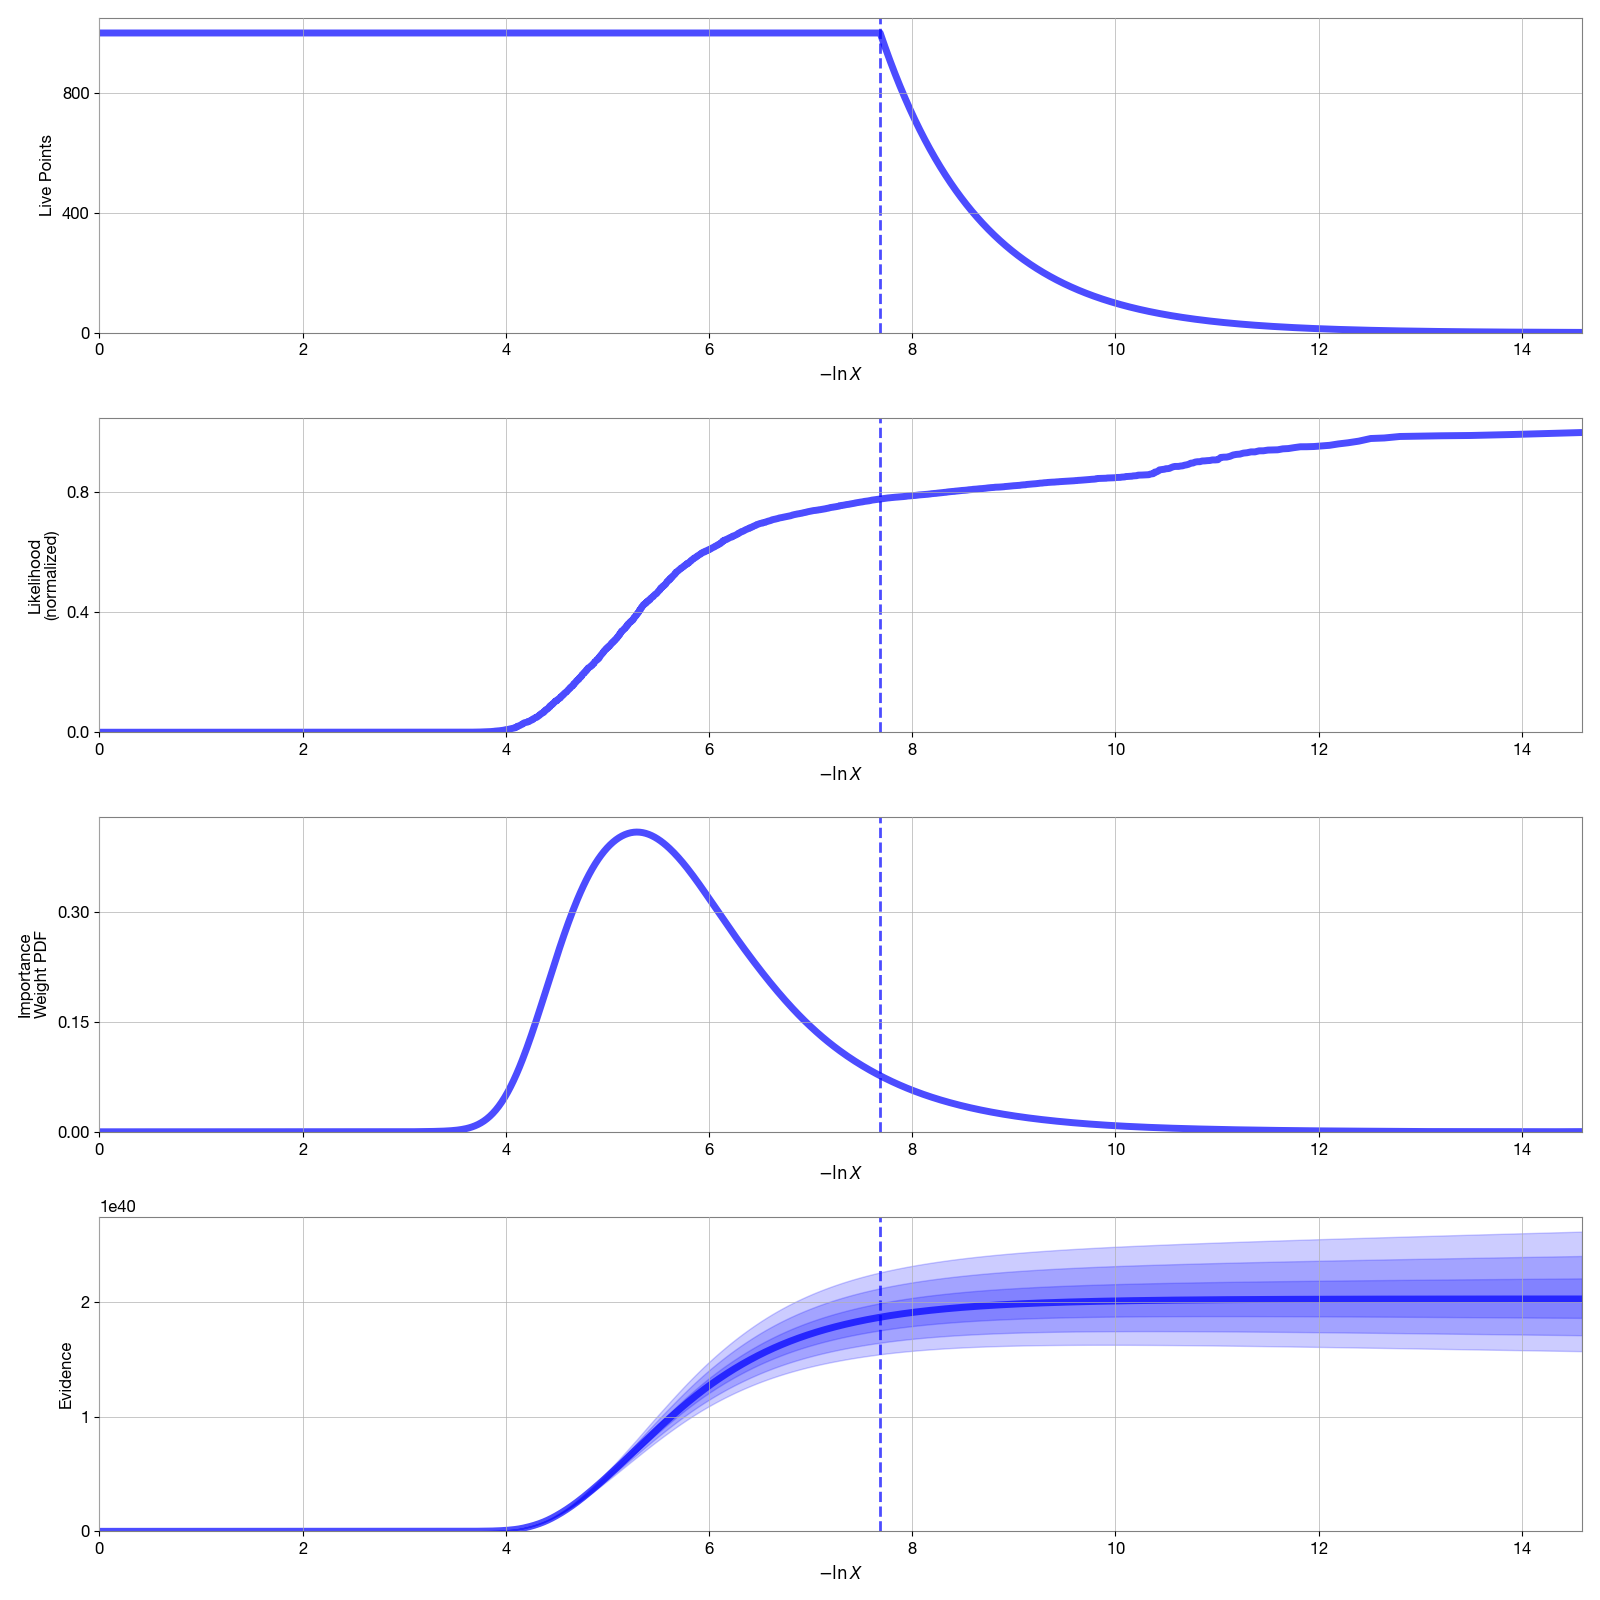 800
400
0
Live Points
0 2 4 6 8 10 12 14
−ln X
0.8
0.4
0.0
Likelihood
(normalized)
0 2 4 6 8 10 12 14
−ln X
0.30
0.15
0.00
Importance
Weight PDF
0 2 4 6 8 10 12 14
−ln X
1e40
2
1
0
Evidence
0 2 4 6 8 10 12 14
−ln X